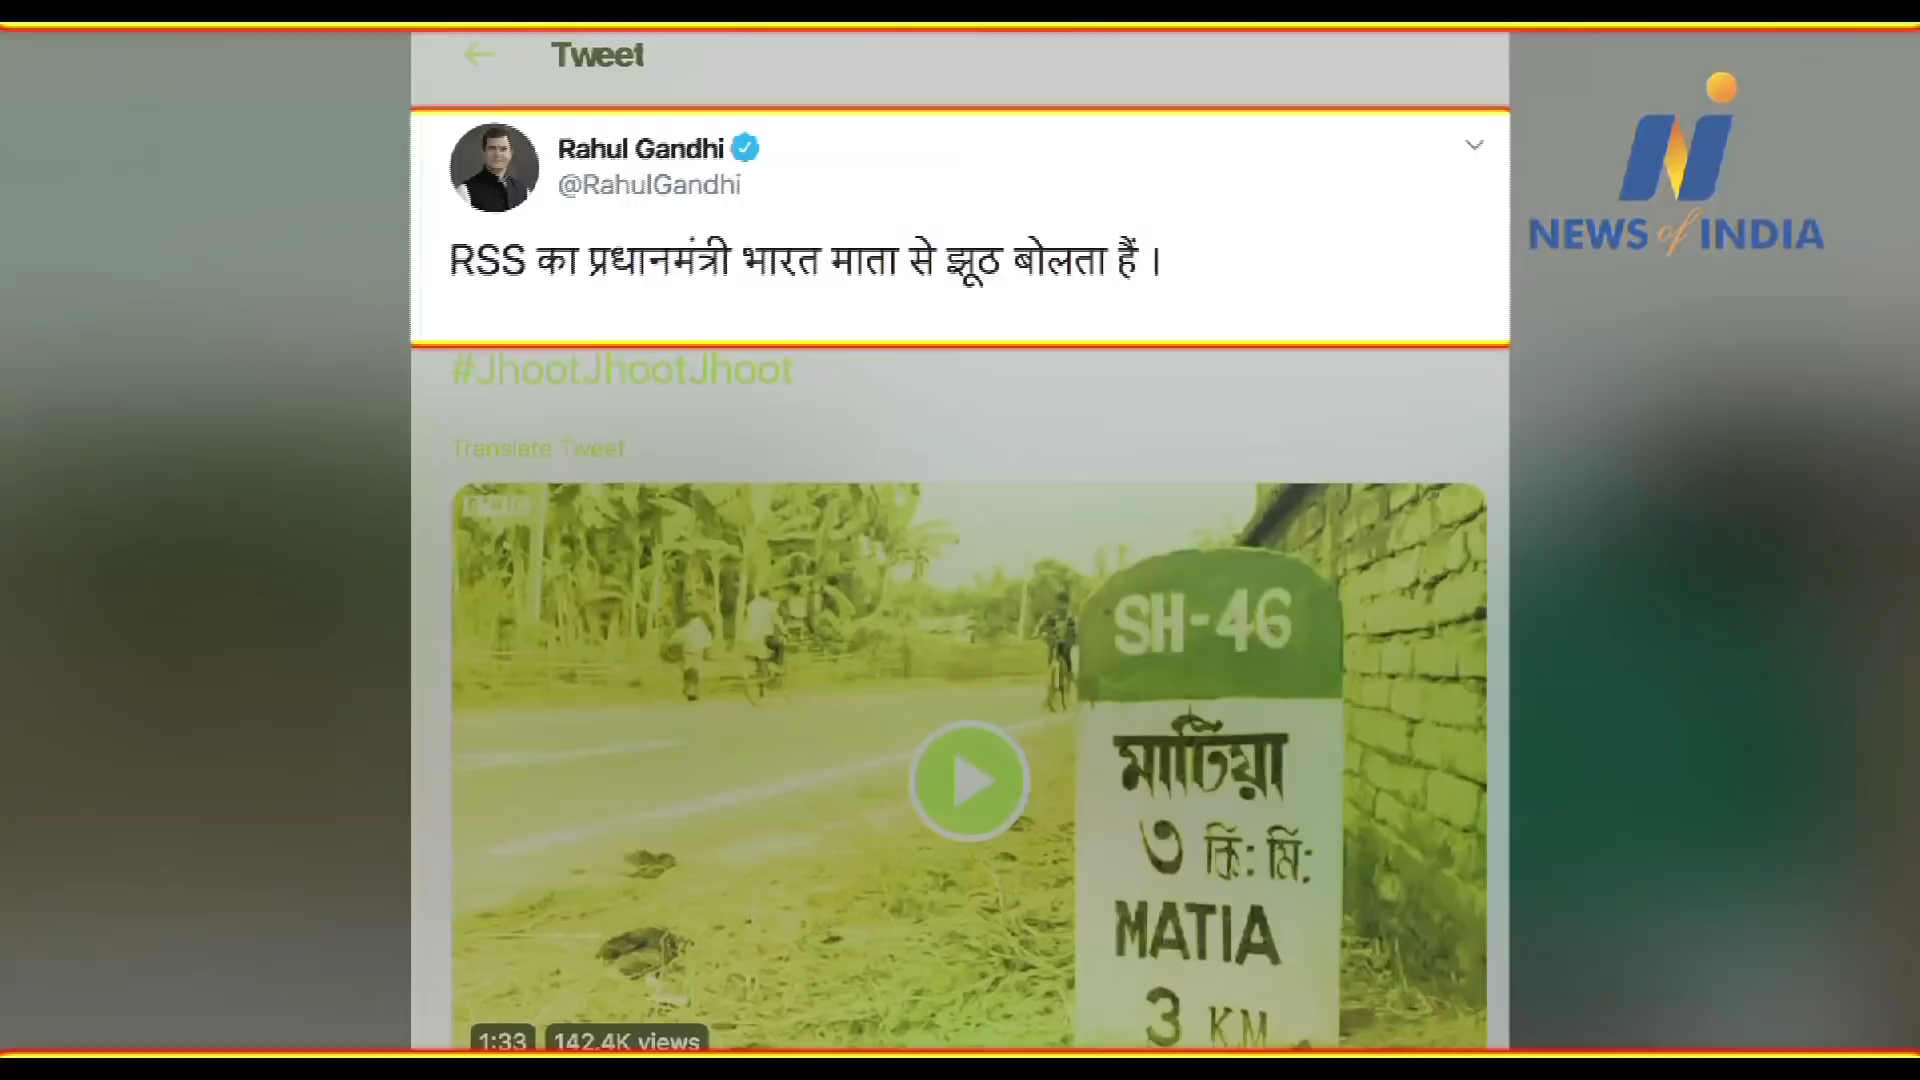 Tweet
Rahul Gandhi
@RahulGandhi
RSS का प्रधानमंत्री भारत माता से झूठ बोलता हैं ।
#JhootJhootJhoot
Translate Tweet
SH-46
মাটিয়া
৩ কি: মি:
MATIA
3 KM
1:33 142.4K views
NEWS of INDIA